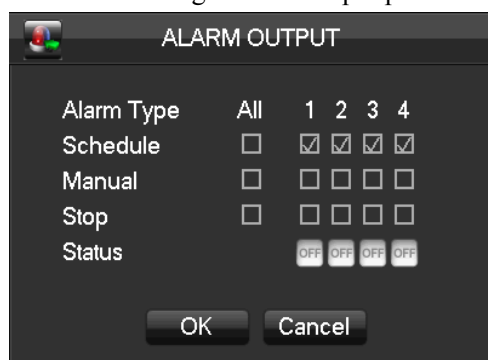 ALARM OUTPUT
Alarm Type All 1 2 3 4
Schedule
Manual
Stop
Status OFF OFF OFF OFF
OK Cancel